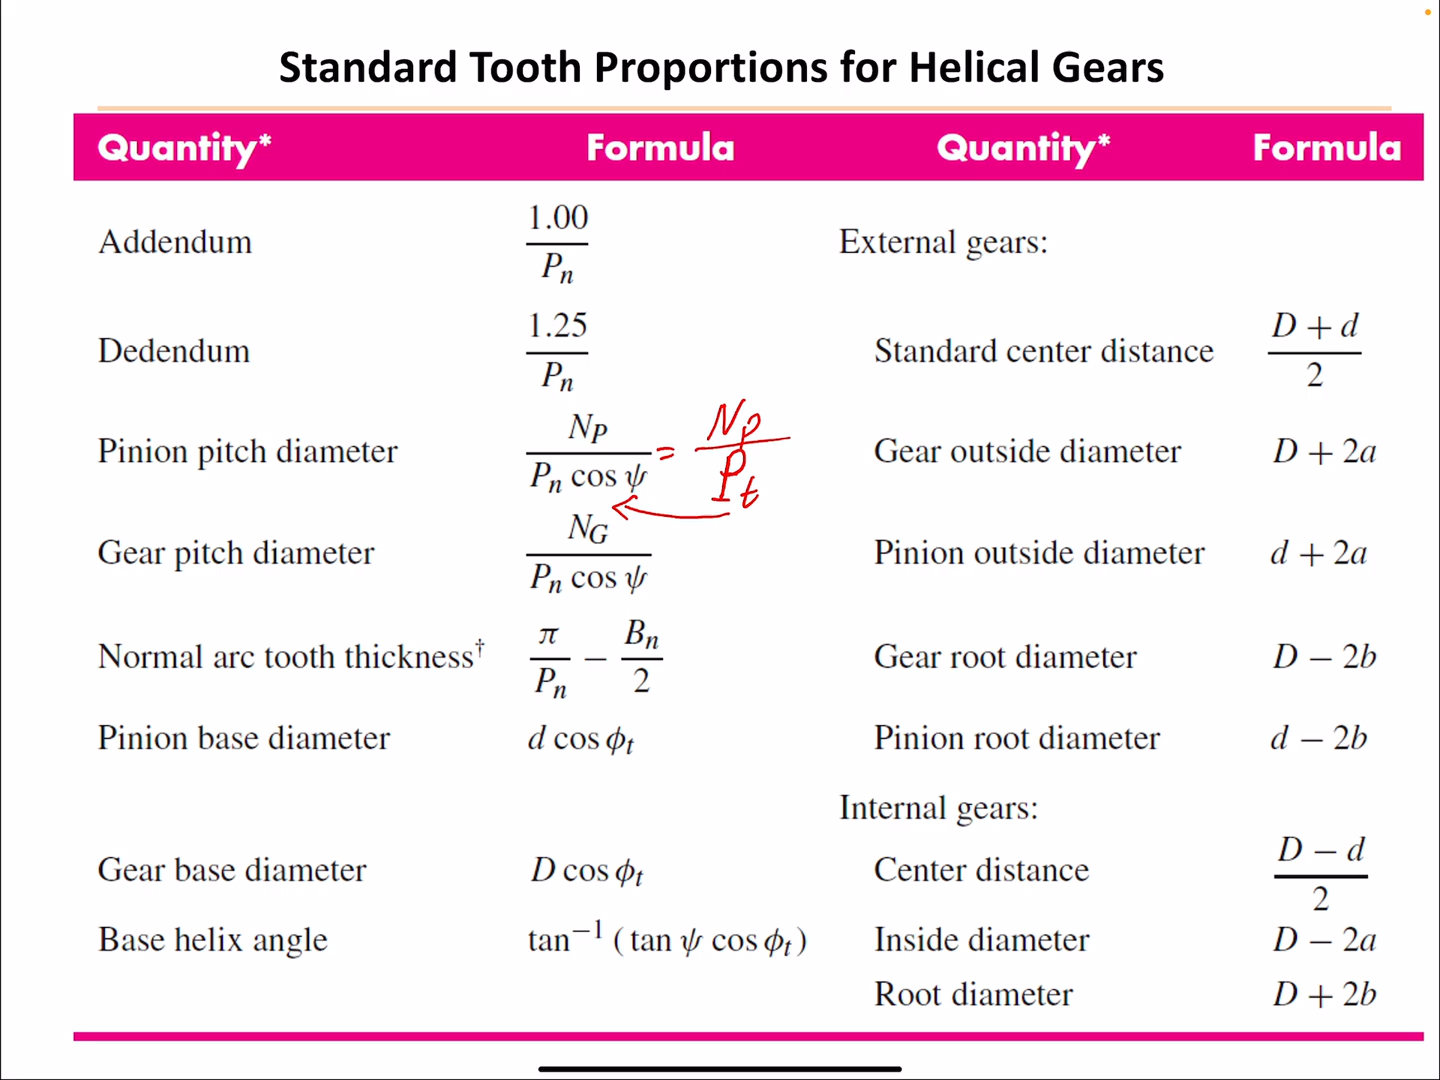 Standard Tooth Proportions for Helical Gears
Quantity* Formula Quantity* Formula
Addendum 1.00/Pₙ External gears:
Dedendum 1.25/Pₙ Standard center distance (D + d)/2
Pinion pitch diameter N_P/(Pₙ cos ψ) = N_p/P_t Gear outside diameter D + 2a
Gear pitch diameter N_G/(Pₙ cos ψ) Pinion outside diameter d + 2a
Normal arc tooth thickness† π/Pₙ − Bₙ/2 Gear root diameter D − 2b
Pinion base diameter d cos ϕₜ Pinion root diameter d − 2b
Internal gears:
Gear base diameter D cos ϕₜ Center distance (D − d)/2
Base helix angle tan⁻¹ (tan ψ cos ϕₜ) Inside diameter D − 2a
Root diameter D + 2b